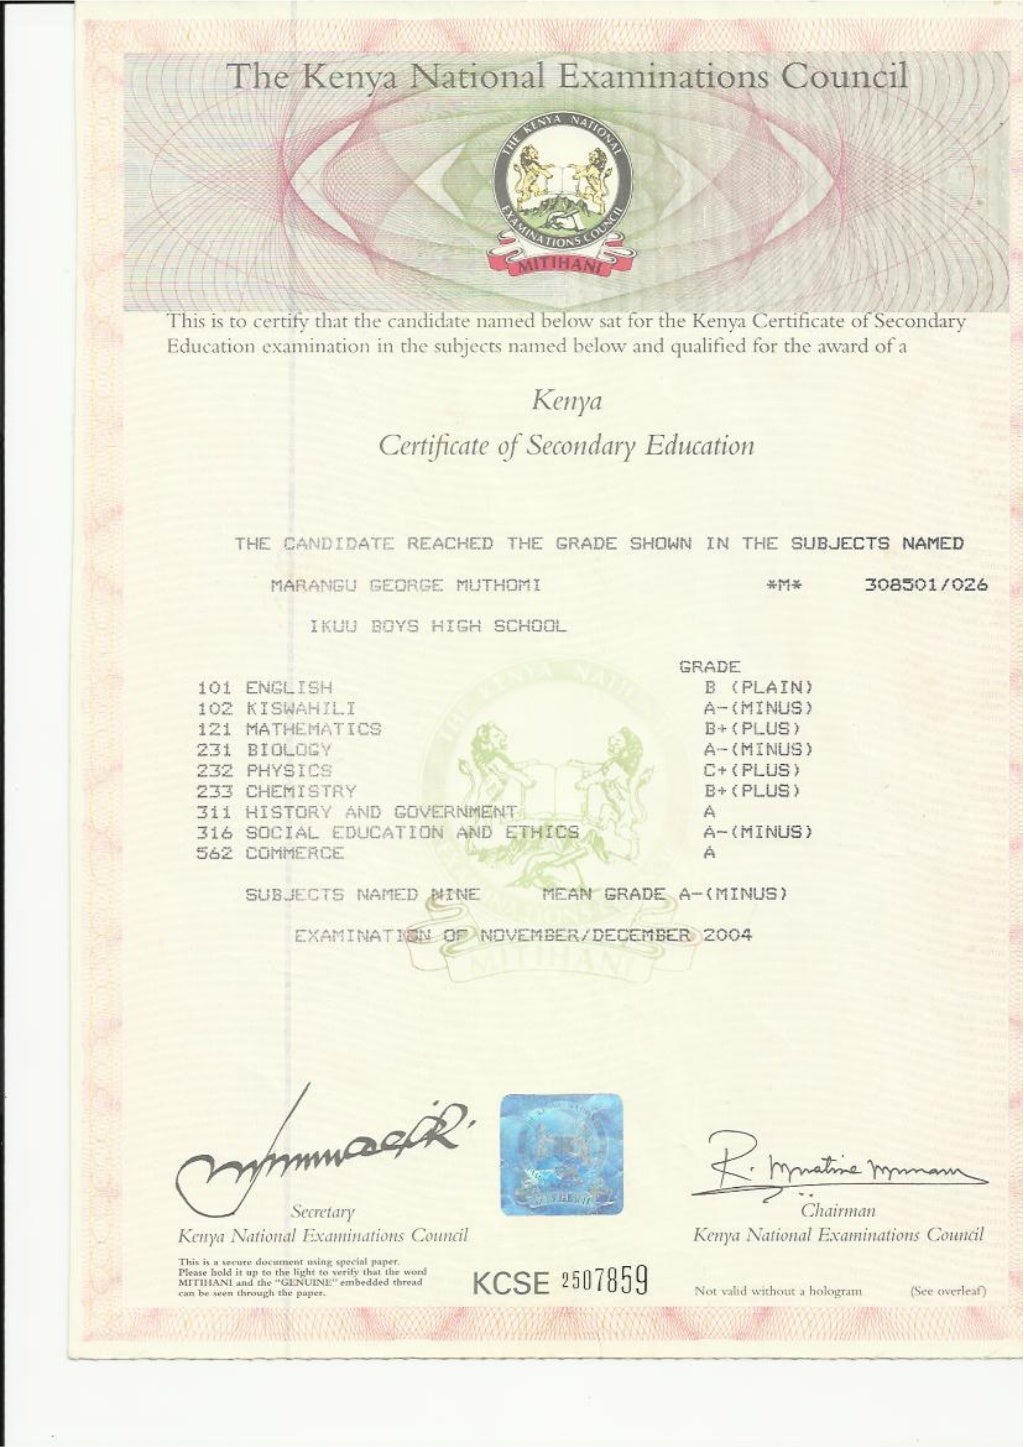 The Kenya National Examinations Council
THE KENYA NATIONAL
EXAMINATIONS COUNCIL
MITIHANI
This is to certify that the candidate named below sat for the Kenya Certificate of Secondary
Education examination in the subjects named below and qualified for the award of a
Kenya
Certificate of Secondary Education
THE CANDIDATE REACHED THE GRADE SHOWN IN THE SUBJECTS NAMED
MARANGU GEORGE MUTHOMI *M* 308501/026
IKUU BOYS HIGH SCHOOL
GRADE
101 ENGLISH B (PLAIN)
102 KISWAHILI A-(MINUS)
121 MATHEMATICS B+(PLUS)
231 BIOLOGY A-(MINUS)
232 PHYSICS C+(PLUS)
233 CHEMISTRY B+(PLUS)
311 HISTORY AND GOVERNMENT A
316 SOCIAL EDUCATION AND ETHICS A-(MINUS)
562 COMMERCE A
SUBJECTS NAMED NINE MEAN GRADE A-(MINUS)
EXAMINATION OF NOVEMBER/DECEMBER 2004
MITIHANI
Secretary
Kenya National Examinations Council
Chairman
Kenya National Examinations Council
This is a secure document using special paper.
Please hold it up to the light to verify that the word
MITIHANI and the "GENUINE" embedded thread
can be seen through the paper.
KCSE 2507859
Not valid without a hologram (See overleaf)